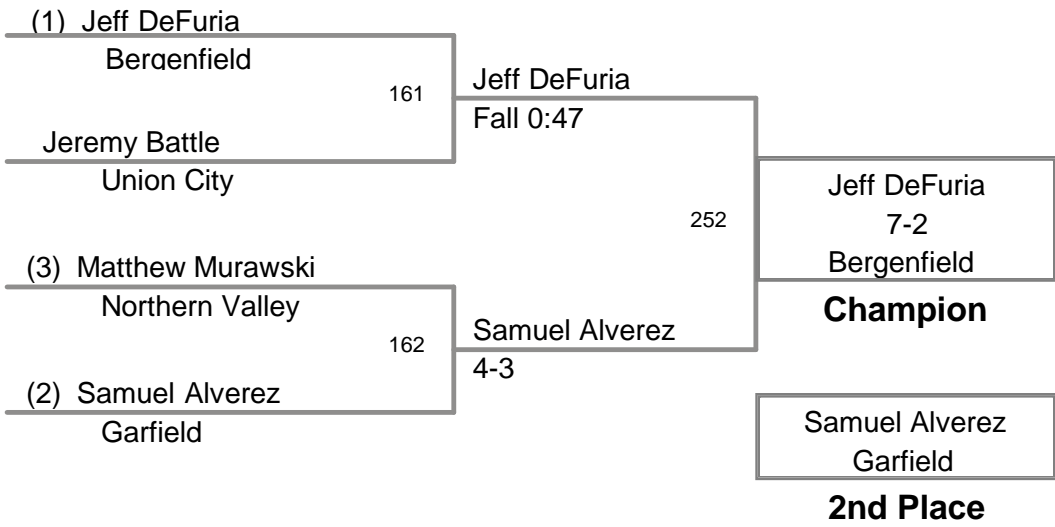 (1) Jeff DeFuria
Bergenfield
161
Jeff DeFuria
Fall 0:47
Jeremy Battle
Union City
252
Jeff DeFuria
7-2
Bergenfield
Champion
(3) Matthew Murawski
Northern Valley
162
Samuel Alverez
4-3
(2) Samuel Alverez
Garfield
Samuel Alverez
Garfield
2nd Place